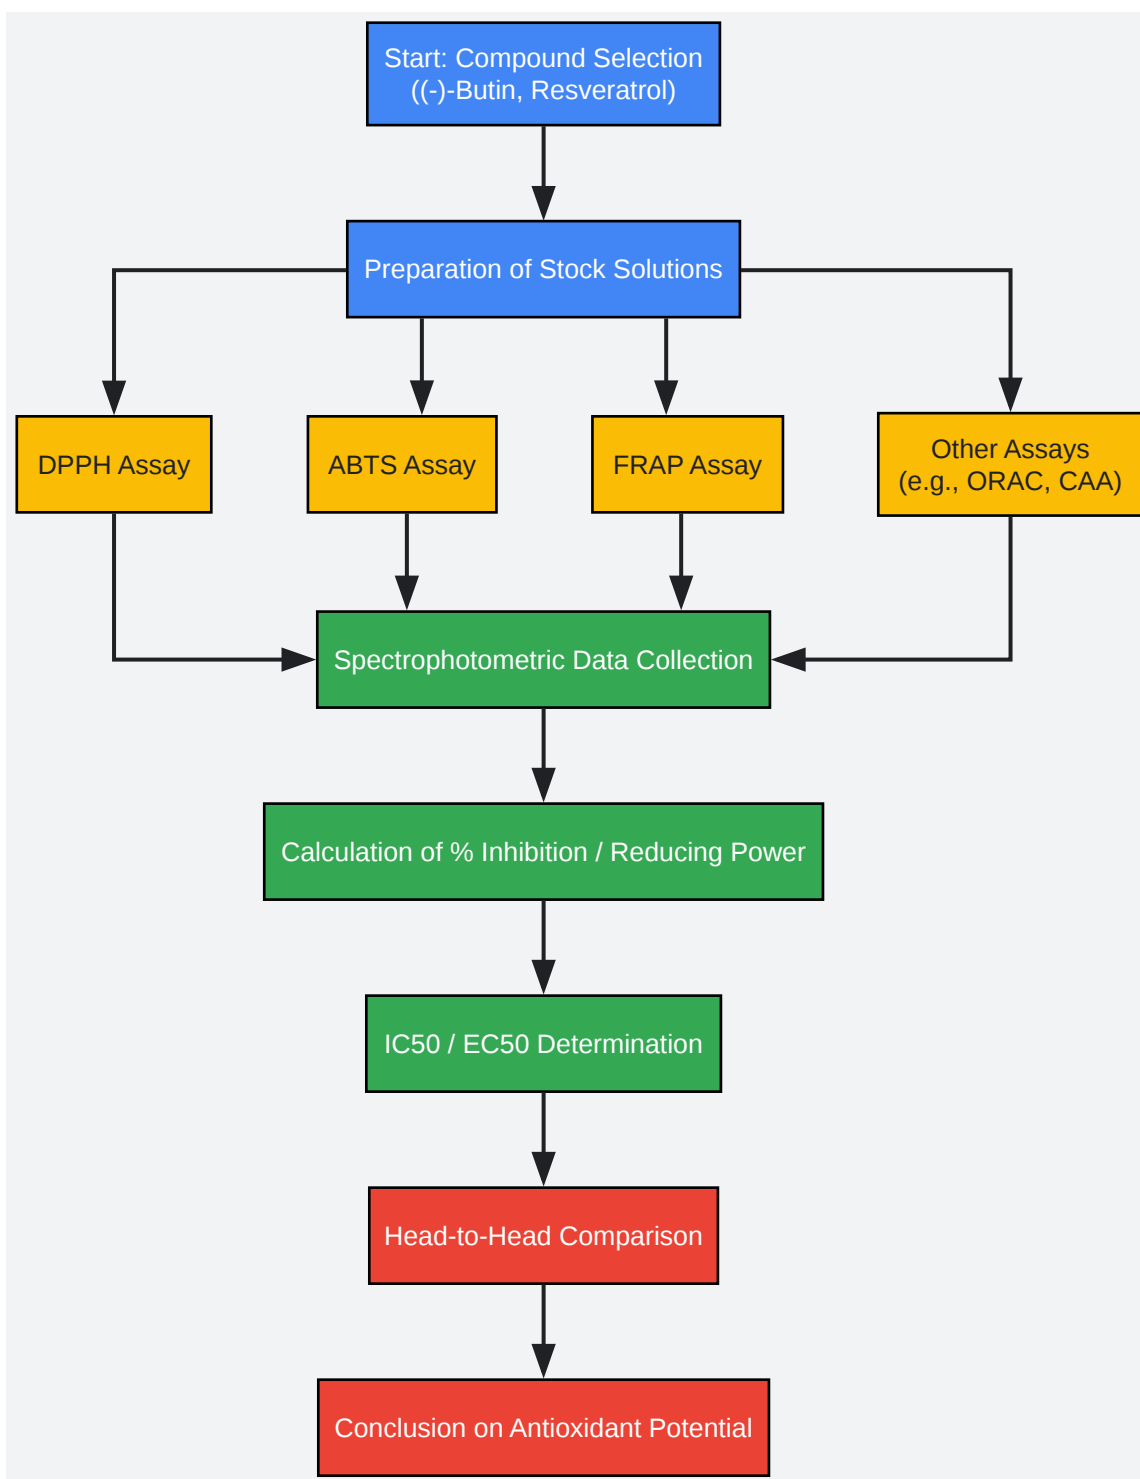 Start: Compound Selection
((-)-Butin, Resveratrol)
Preparation of Stock Solutions
DPPH Assay
ABTS Assay
FRAP Assay
Other Assays
(e.g., ORAC, CAA)
Spectrophotometric Data Collection
Calculation of % Inhibition / Reducing Power
IC50 / EC50 Determination
Head-to-Head Comparison
Conclusion on Antioxidant Potential